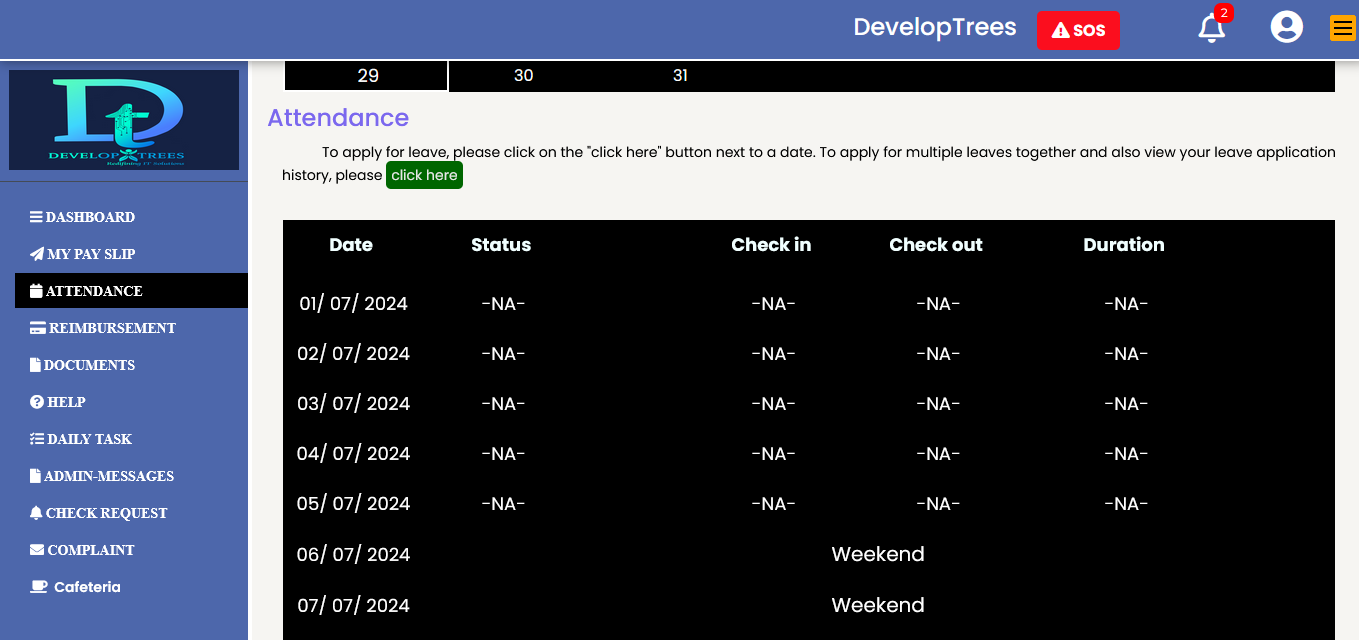 DevelopTrees SOS 2
29 30 31
DEVELOP TREES
Redefining IT Solutions
DASHBOARD
MY PAY SLIP
ATTENDANCE
REIMBURSEMENT
DOCUMENTS
HELP
DAILY TASK
ADMIN-MESSAGES
CHECK REQUEST
COMPLAINT
Cafeteria
Attendance
To apply for leave, please click on the "click here" button next to a date. To apply for multiple leaves together and also view your leave application
history, please click here
Date Status Check in Check out Duration
01/ 07/ 2024 -NA- -NA- -NA- -NA-
02/ 07/ 2024 -NA- -NA- -NA- -NA-
03/ 07/ 2024 -NA- -NA- -NA- -NA-
04/ 07/ 2024 -NA- -NA- -NA- -NA-
05/ 07/ 2024 -NA- -NA- -NA- -NA-
06/ 07/ 2024 Weekend
07/ 07/ 2024 Weekend